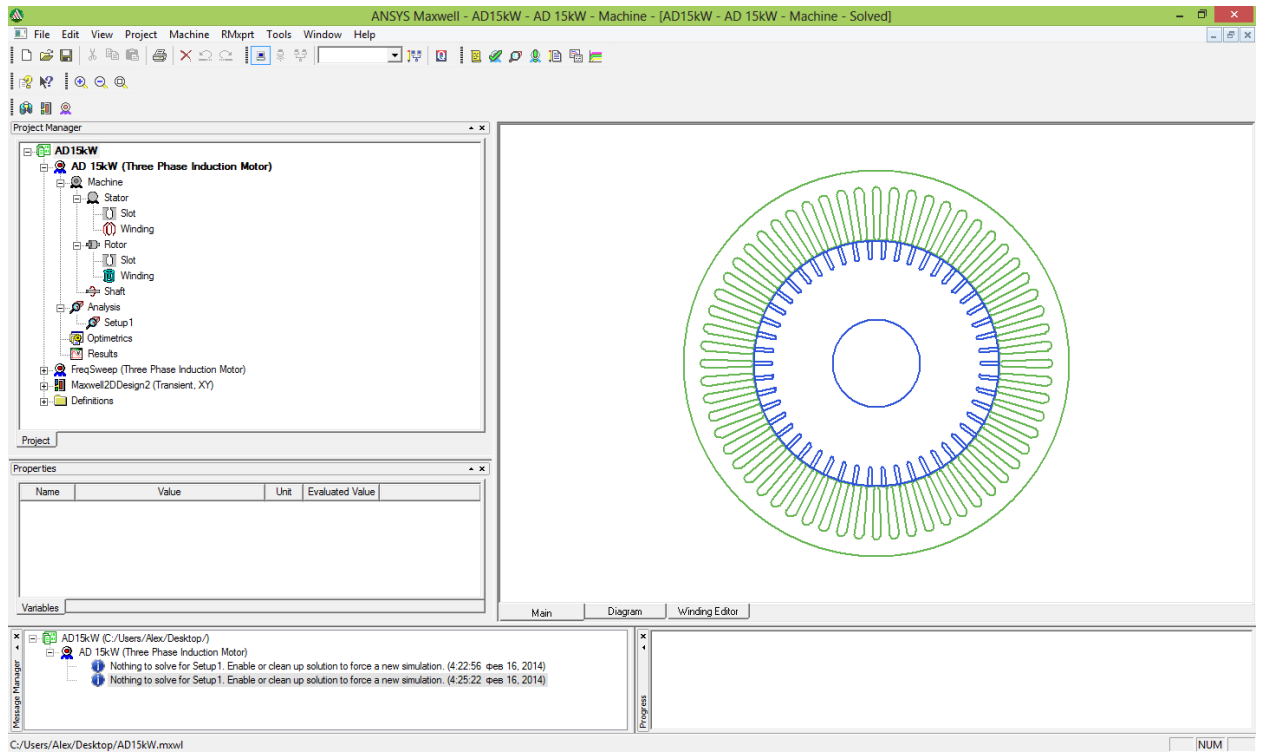 ANSYS Maxwell - AD15kW - AD 15kW - Machine - [AD15kW - AD 15kW - Machine - Solved]
File Edit View Project Machine RMxprt Tools Window Help
Project Manager
AD15kW
AD 15kW (Three Phase Induction Motor)
Machine
Stator
Slot
Winding
Rotor
Slot
Winding
Shaft
Analysis
Setup1
Optimetrics
Results
FreqSweep (Three Phase Induction Motor)
Maxwell2DDesign2 (Transient, XY)
Definitions
Project
Properties
Name Value Unit Evaluated Value
Variables
Main Diagram Winding Editor
Message Manager
AD15kW (C:/Users/Alex/Desktop/)
AD 15kW (Three Phase Induction Motor)
Nothing to solve for Setup1. Enable or clean up solution to force a new simulation. (4:22:56 фев 16, 2014)
Nothing to solve for Setup1. Enable or clean up solution to force a new simulation. (4:25:22 фев 16, 2014)
Progress
C:/Users/Alex/Desktop/AD15kW.mxwl
NUM